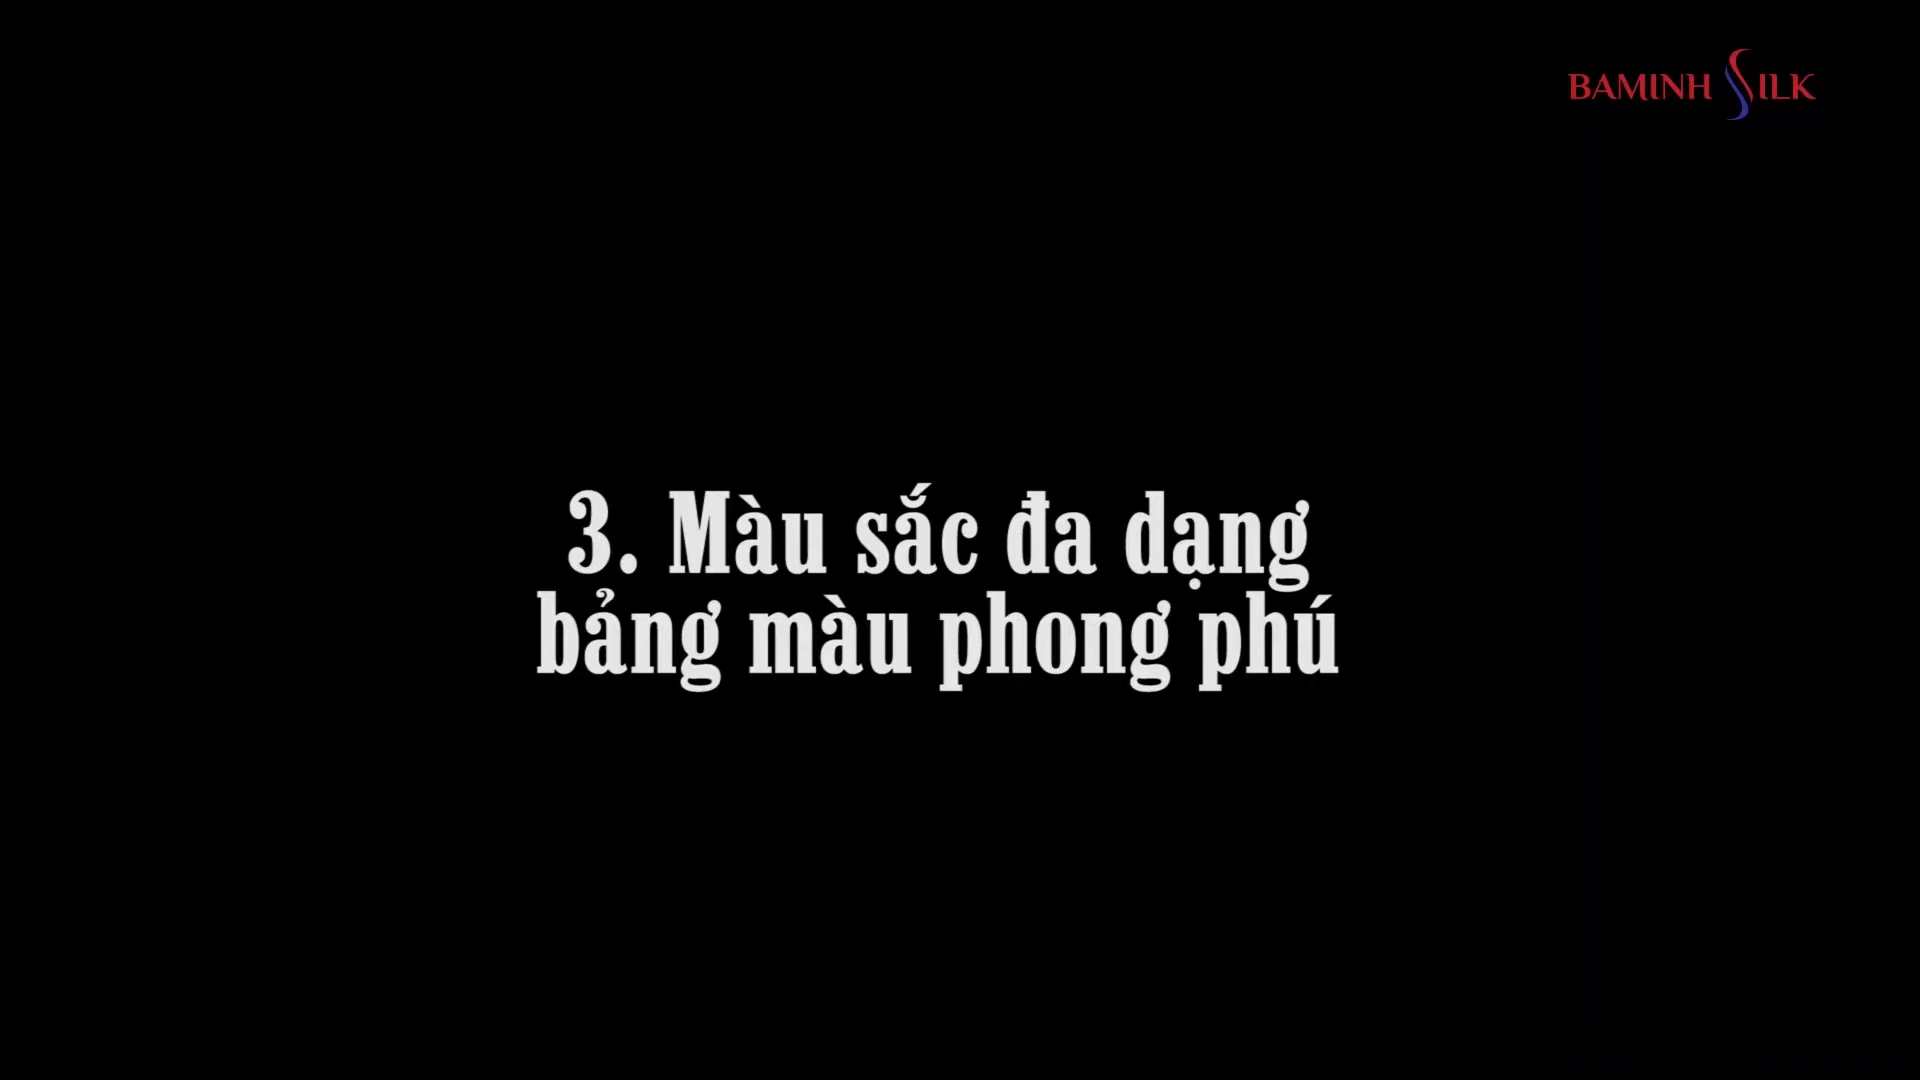 BAMINH SILK
3. Màu sắc đa dạng
bảng màu phong phú